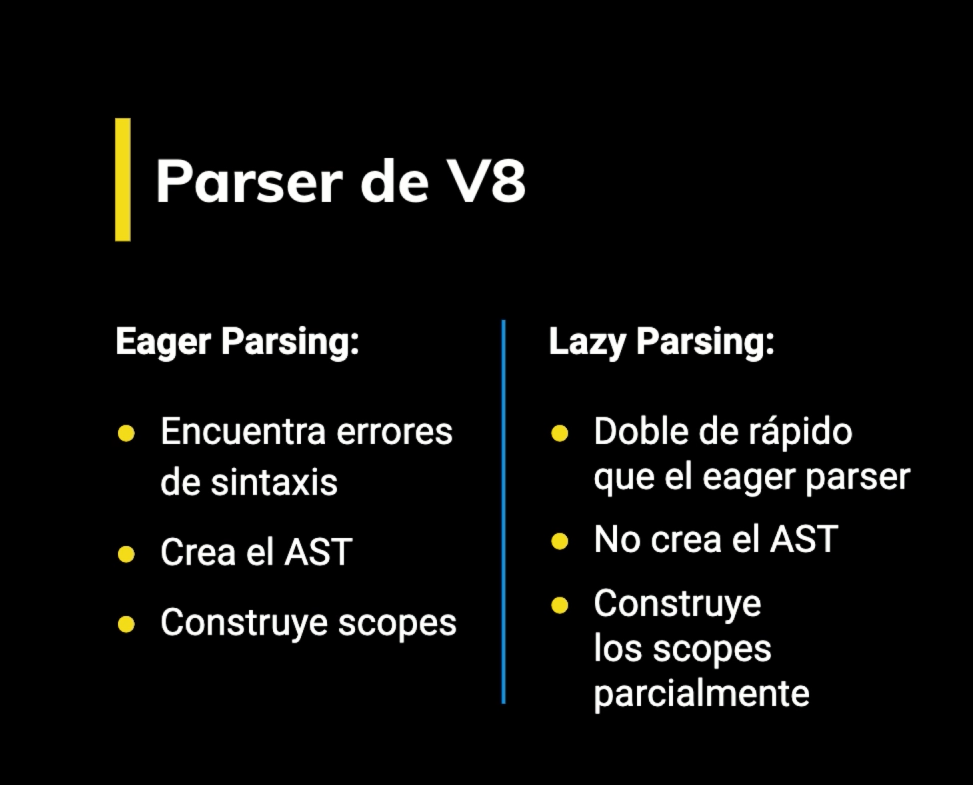 Parser de V8
Eager Parsing:
● Encuentra errores
de sintaxis
● Crea el AST
● Construye scopes
Lazy Parsing:
● Doble de rápido
que el eager parser
● No crea el AST
● Construye
los scopes
parcialmente